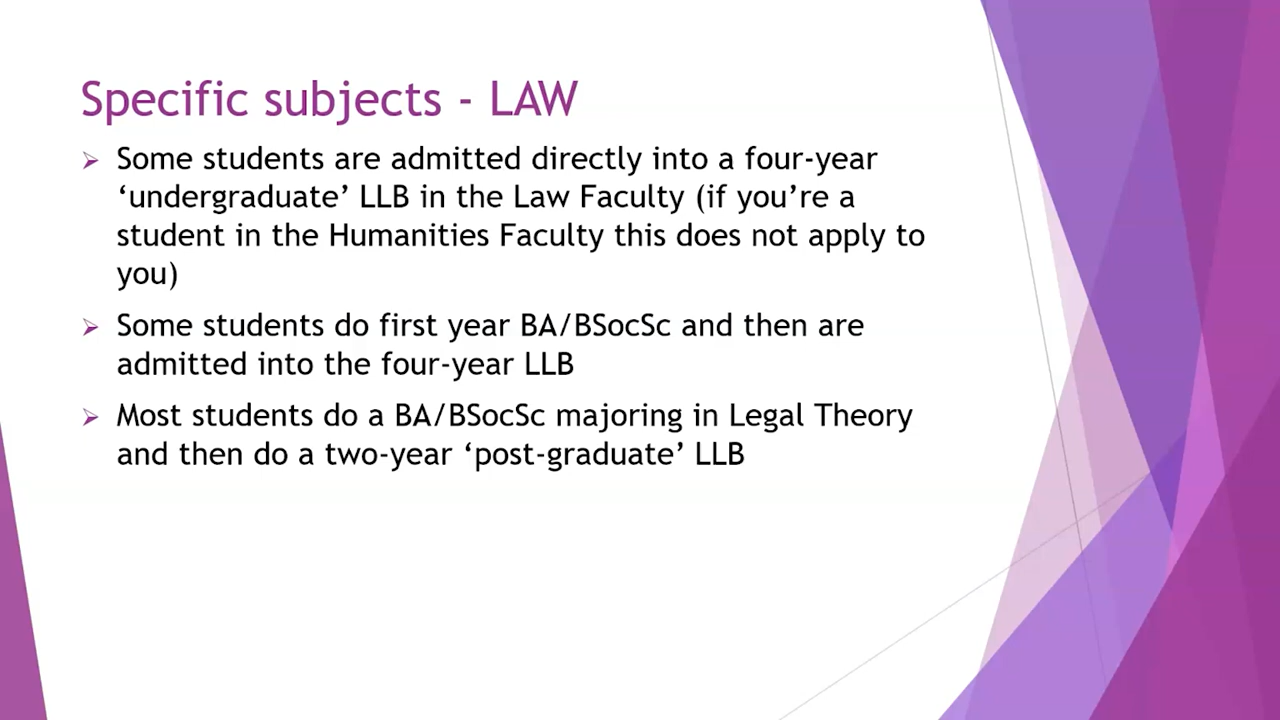 Specific subjects - LAW
➢ Some students are admitted directly into a four-year
‘undergraduate’ LLB in the Law Faculty (if you’re a
student in the Humanities Faculty this does not apply to
you)
➢ Some students do first year BA/BSocSc and then are
admitted into the four-year LLB
➢ Most students do a BA/BSocSc majoring in Legal Theory
and then do a two-year ‘post-graduate’ LLB